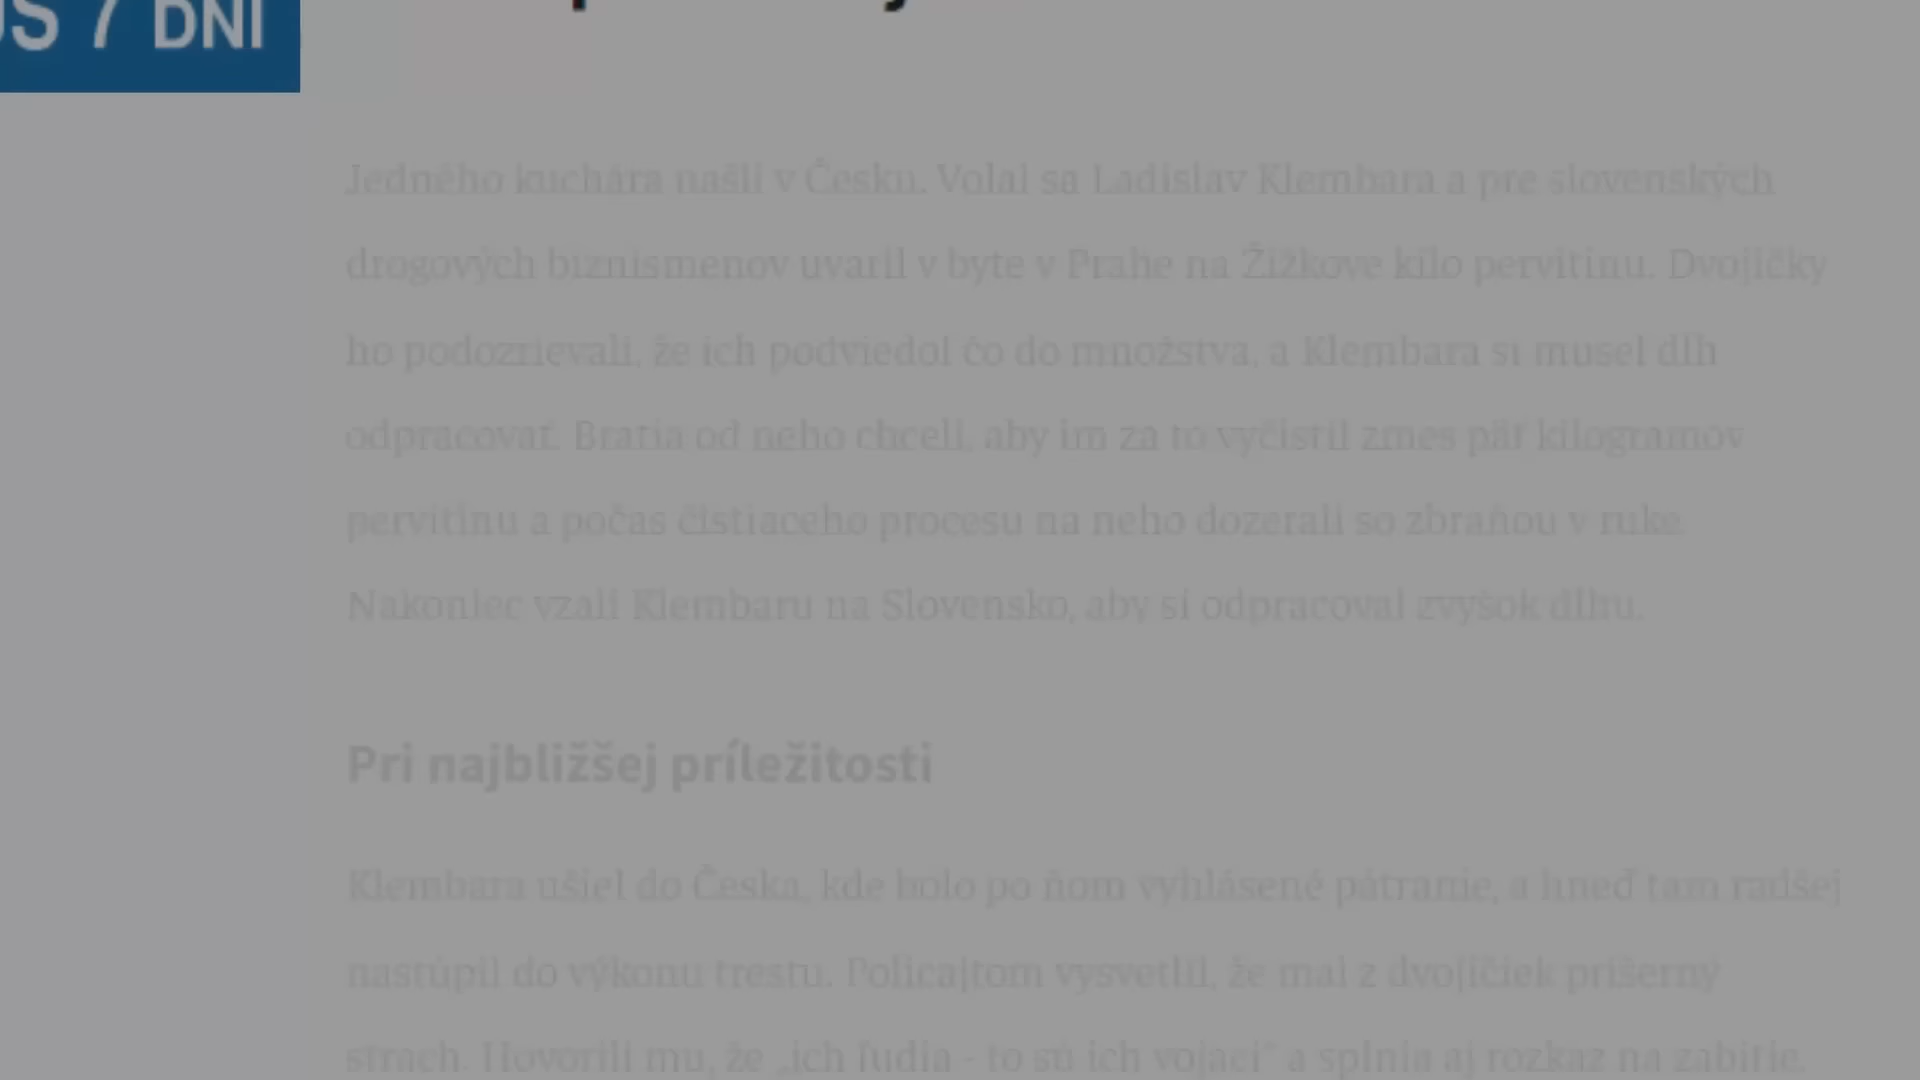 S 7 DNÍ
Jedného kuchára našli v Česku. Volal sa Ladislav Klembara a pre slovenských
drogových biznismenov uvaril v byte v Prahe na Žižkove kilo pervitínu. Dvojičky
ho podozrievali, že ich podviedol čo do množstva, a Klembara si musel dlh
odpracovať. Bratia od neho chceli, aby im za to vyčistil zmes päť kilogramov
pervitínu a počas čistiaceho procesu na neho dozerali so zbraňou v ruke.
Nakoniec vzali Klembaru na Slovensko, aby si odpracoval zvyšok dlhu.
Pri najbližšej príležitosti
Klembara ušiel do Česka, kde bolo po ňom vyhlásené pátranie, a hneď tam radšej
nastúpil do výkonu trestu. Policajtom vysvetlil, že mal z dvojičiek príšerný
strach. Hovorili mu, že „ich ľudia - to sú ich vojaci" a splnia aj rozkaz na zabitie.